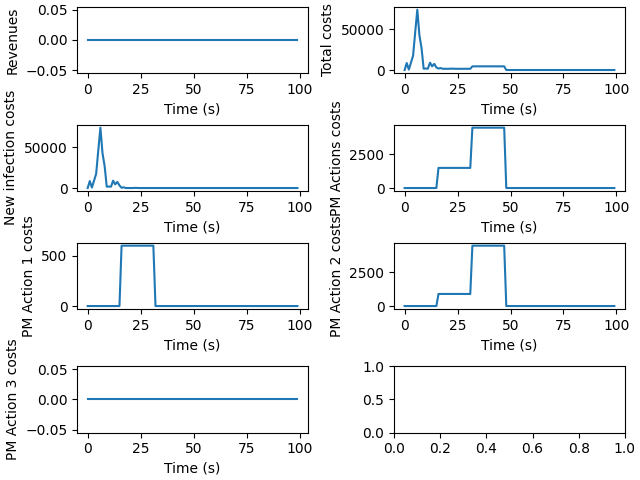 Revenues
0.05
0.00
−0.05
0 25 50 75 100
Time (s)
Total costs
50000
0
0 25 50 75 100
Time (s)
New infection costs
50000
0
0 25 50 75 100
Time (s)
PM Actions costs
2500
0
0 25 50 75 100
Time (s)
PM Action 1 costs
500
0
0 25 50 75 100
Time (s)
PM Action 2 costs
2500
0
0 25 50 75 100
Time (s)
PM Action 3 costs
0.05
0.00
−0.05
0 25 50 75 100
Time (s)
1.0
0.5
0.0
0.0 0.2 0.4 0.6 0.8 1.0